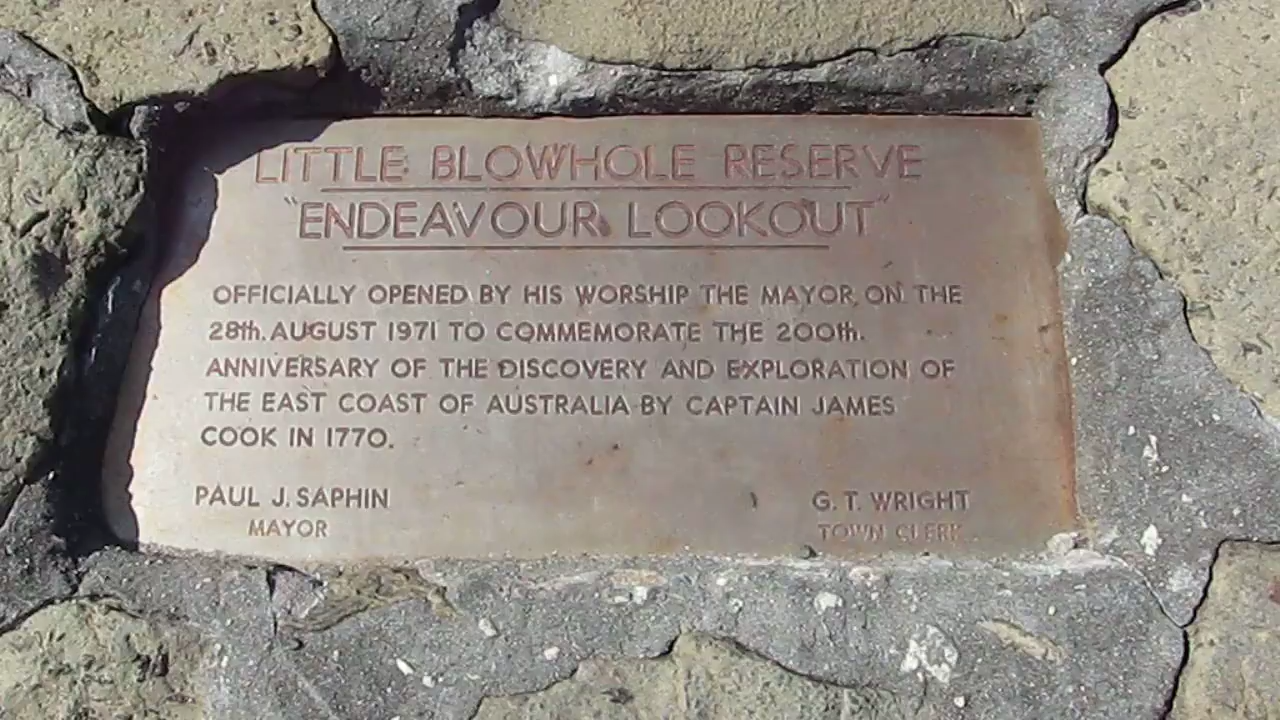 LITTLE BLOWHOLE RESERVE
"ENDEAVOUR LOOKOUT"
OFFICIALLY OPENED BY HIS WORSHIP THE MAYOR, ON THE
28th. AUGUST 1971 TO COMMEMORATE THE 200th.
ANNIVERSARY OF THE DISCOVERY AND EXPLORATION OF
THE EAST COAST OF AUSTRALIA BY CAPTAIN JAMES
COOK IN 1770.
PAUL J. SAPHIN G. T. WRIGHT
MAYOR TOWN CLERK